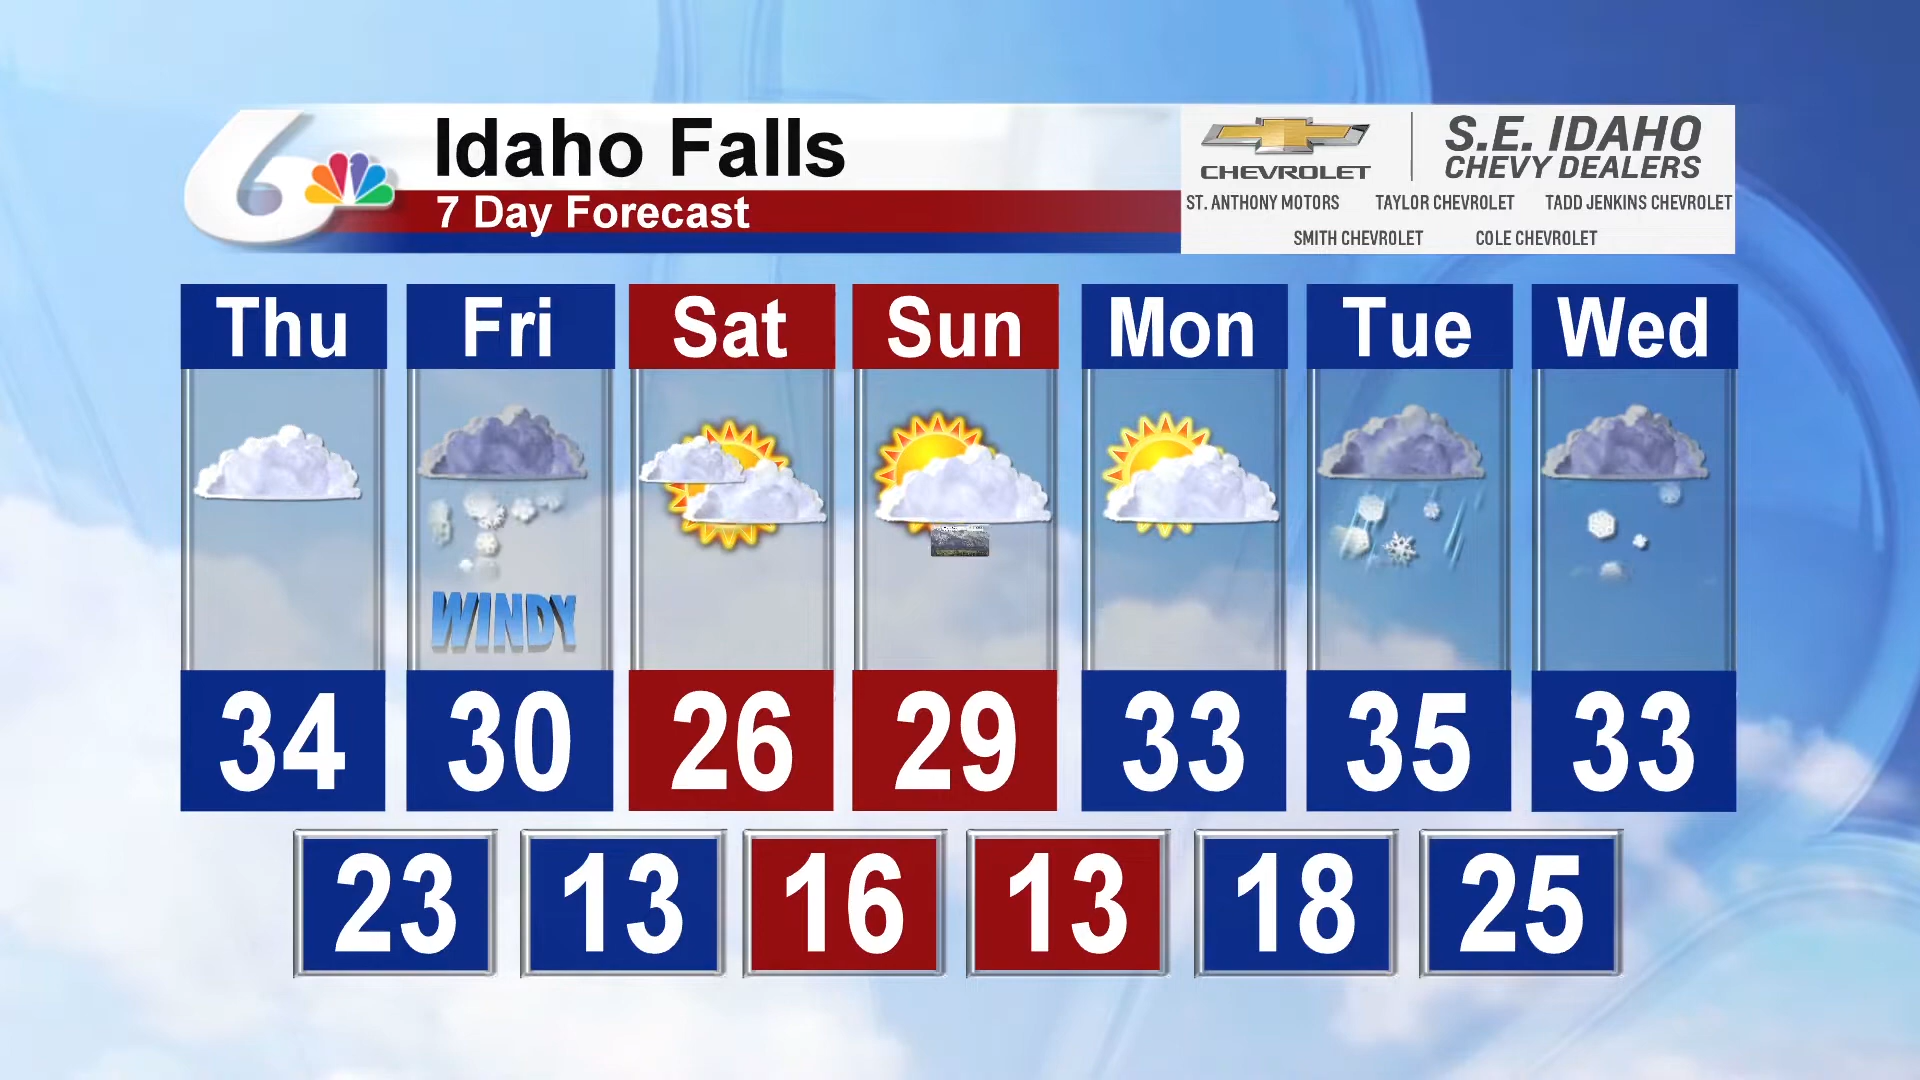 6
Idaho Falls
7 Day Forecast
CHEVROLET
S.E. IDAHO
CHEVY DEALERS
ST. ANTHONY MOTORS TAYLOR CHEVROLET TADD JENKINS CHEVROLET
SMITH CHEVROLET COLE CHEVROLET
Thu Fri Sat Sun Mon Tue Wed
WINDY
34 30 26 29 33 35 33
23 13 16 13 18 25